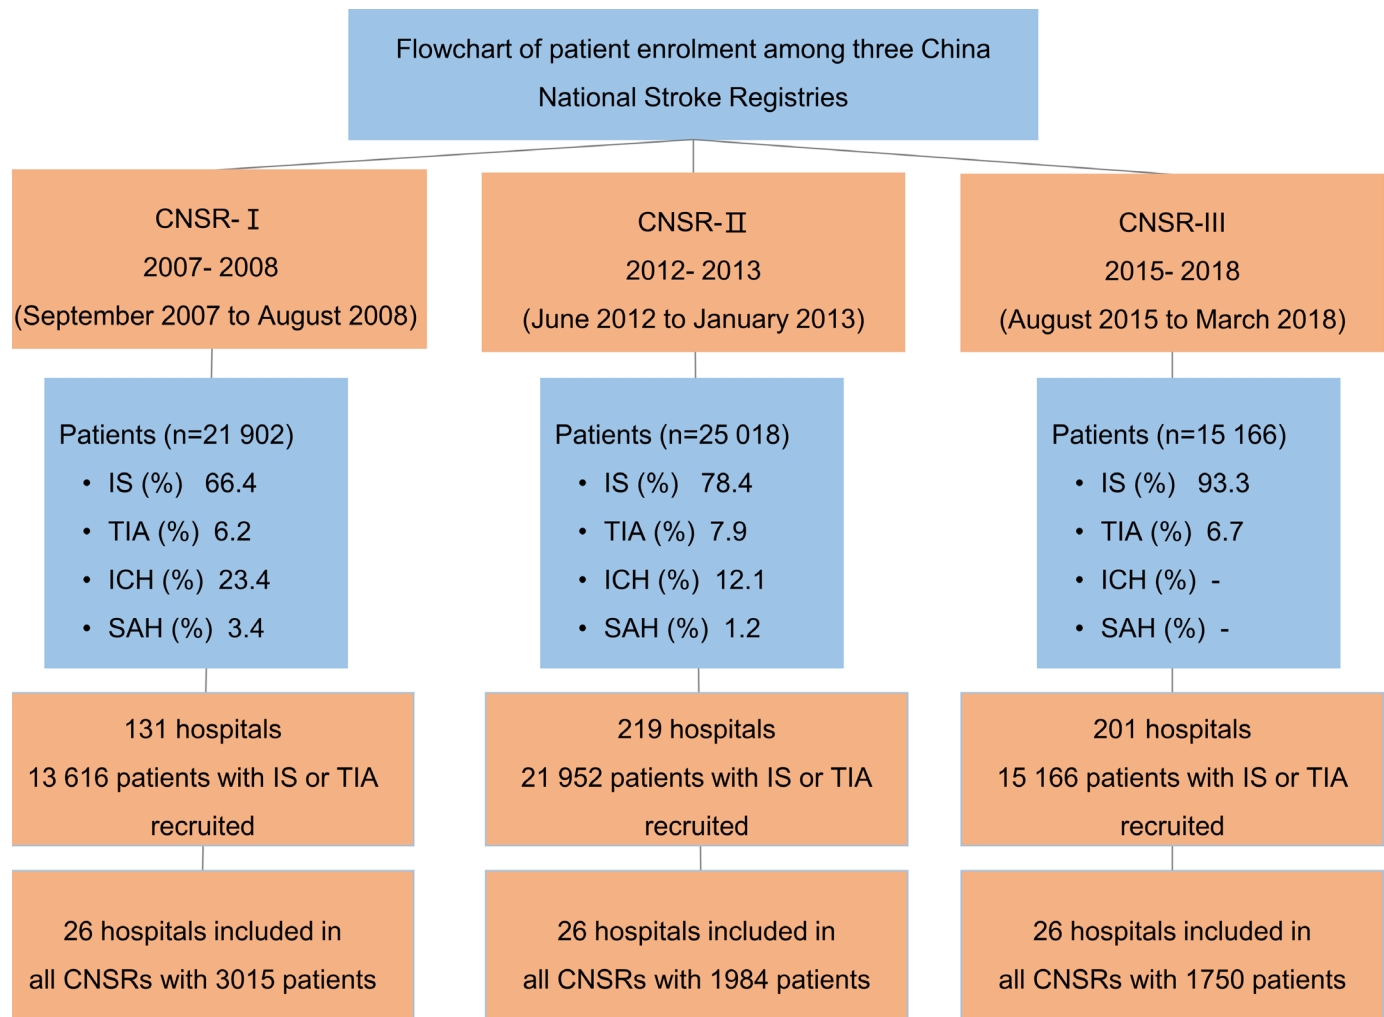 Flowchart of patient enrolment among three China
National Stroke Registries
CNSR-Ⅰ
2007- 2008
(September 2007 to August 2008)
Patients (n=21 902)
• IS (%) 66.4
• TIA (%) 6.2
• ICH (%) 23.4
• SAH (%) 3.4
131 hospitals
13 616 patients with IS or TIA
recruited
26 hospitals included in
all CNSRs with 3015 patients
CNSR-Ⅱ
2012- 2013
(June 2012 to January 2013)
Patients (n=25 018)
• IS (%) 78.4
• TIA (%) 7.9
• ICH (%) 12.1
• SAH (%) 1.2
219 hospitals
21 952 patients with IS or TIA
recruited
26 hospitals included in
all CNSRs with 1984 patients
CNSR-III
2015- 2018
(August 2015 to March 2018)
Patients (n=15 166)
• IS (%) 93.3
• TIA (%) 6.7
• ICH (%) -
• SAH (%) -
201 hospitals
15 166 patients with IS or TIA
recruited
26 hospitals included in
all CNSRs with 1750 patients